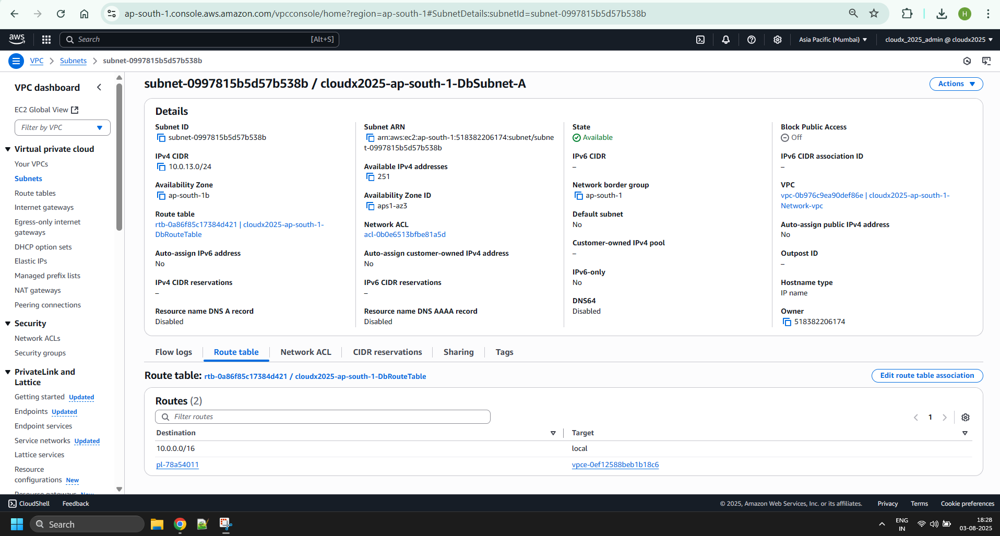 ap-south-1.console.aws.amazon.com/vpcconsole/home?region=ap-south-1#SubnetDetails:subnetId=subnet-0997815b5d57b538b
H
aws
Search
[Alt+S]
Asia Pacific (Mumbai)
cloudx_2025_admin @ cloudx2025
VPC
Subnets
subnet-0997815b5d57b538b
VPC dashboard
EC2 Global View
Filter by VPC
Virtual private cloud
Your VPCs
Subnets
Route tables
Internet gateways
Egress-only internet
gateways
DHCP option sets
Elastic IPs
Managed prefix lists
NAT gateways
Peering connections
Security
Network ACLs
Security groups
PrivateLink and
Lattice
Getting started Updated
Endpoints Updated
Endpoint services
Service networks Updated
Lattice services
Resource
configurations New
Resource gateways New
subnet-0997815b5d57b538b / cloudx2025-ap-south-1-DbSubnet-A
Actions
Details
Subnet ID
subnet-0997815b5d57b538b
IPv4 CIDR
10.0.13.0/24
Availability Zone
ap-south-1b
Route table
rtb-0a86f85c17384d421 | cloudx2025-ap-south-1-
DbRouteTable
Auto-assign IPv6 address
No
IPv4 CIDR reservations
–
Resource name DNS A record
Disabled
Subnet ARN
arn:aws:ec2:ap-south-1:518382206174:subnet/subne
t-0997815b5d57b538b
Available IPv4 addresses
251
Availability Zone ID
aps1-az3
Network ACL
acl-0b0e6513bfbe81a5d
Auto-assign customer-owned IPv4 address
No
IPv6 CIDR reservations
–
Resource name DNS AAAA record
Disabled
State
Available
IPv6 CIDR
–
Network border group
ap-south-1
Default subnet
No
Customer-owned IPv4 pool
–
IPv6-only
No
DNS64
Disabled
Block Public Access
Off
IPv6 CIDR association ID
–
VPC
vpc-0b976c9ea90def86e | cloudx2025-ap-south-1-
Network-vpc
Auto-assign public IPv4 address
No
Outpost ID
–
Hostname type
IP name
Owner
518382206174
Flow logs
Route table
Network ACL
CIDR reservations
Sharing
Tags
Route table: rtb-0a86f85c17384d421 / cloudx2025-ap-south-1-DbRouteTable
Edit route table association
Routes (2)
Filter routes
1
Destination
Target
10.0.0.0/16
local
pl-78a54011
vpce-0ef12588beb1b18c6
CloudShell
Feedback
© 2025, Amazon Web Services, Inc. or its affiliates.
Privacy
Terms
Cookie preferences
Search
ENG
IN
18:28
03-08-2025